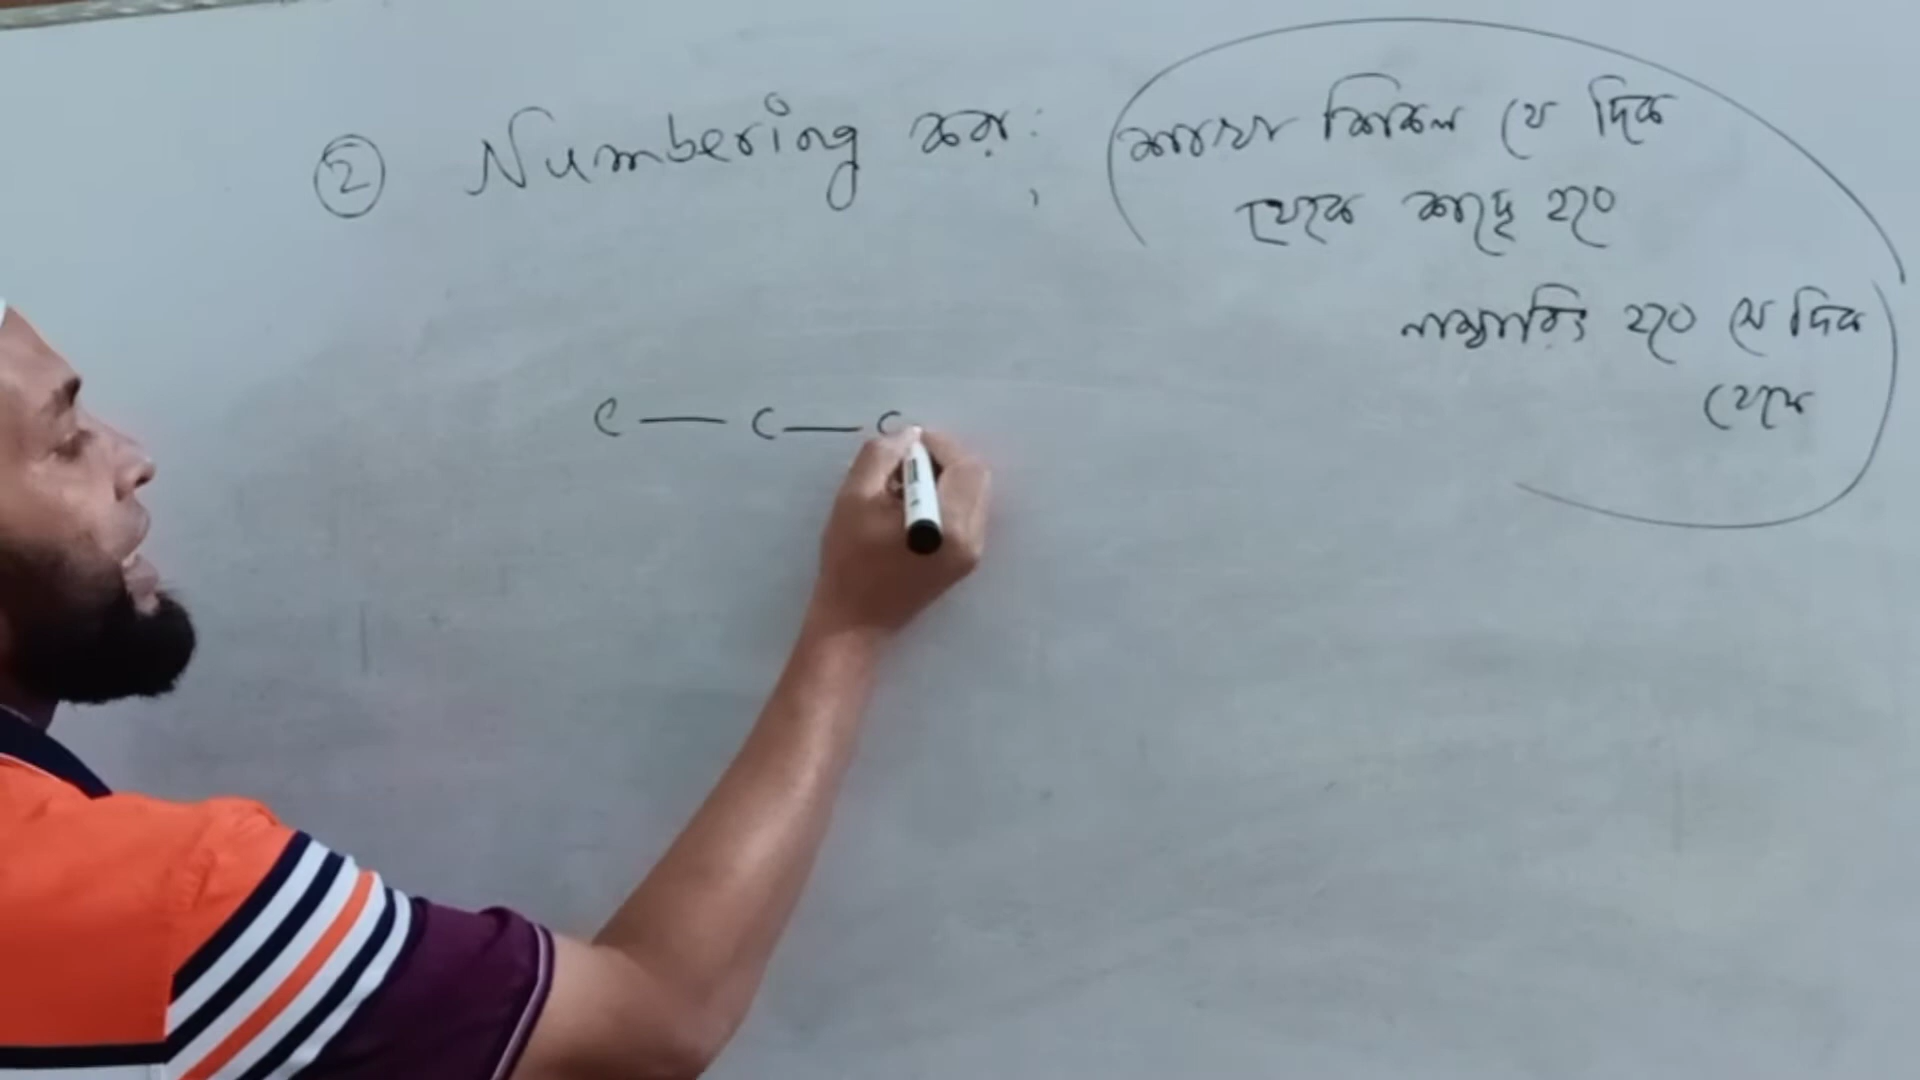 ② Numbering কর:
শাখা শিকল যে দিক
থেকে কাছে হবে
নাম্বারিং হবে সে দিক
থেকে
C — C — C